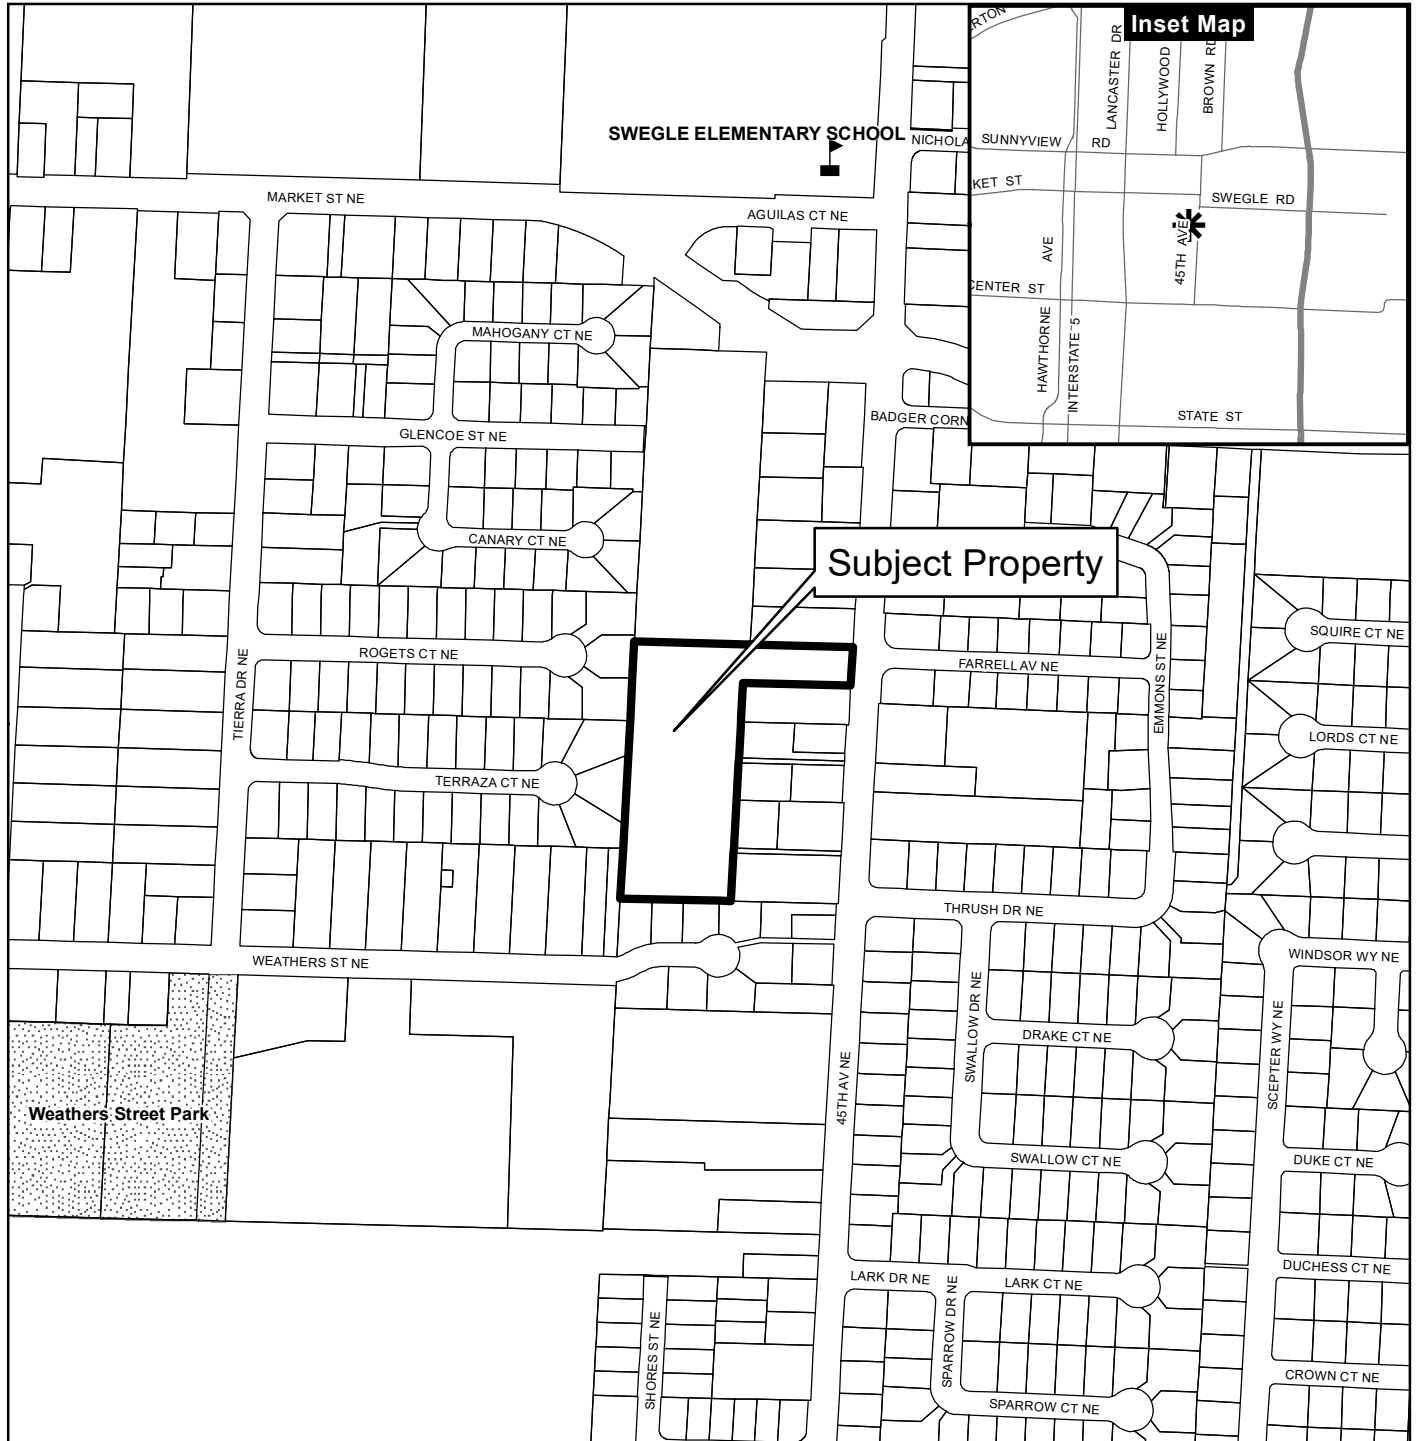 Inset Map
LANCASTER DR
HOLLYWOOD
BROWN RD
SUNNYVIEW RD
KET ST
SWEGLE RD
45TH AVE
AVE
CENTER ST
HAWTHORNE
INTERSTATE 5
STATE ST
SWEGLE ELEMENTARY SCHOOL
NICHOLA
MARKET ST NE
AGUILAS CT NE
MAHOGANY CT NE
BADGER CORN
GLENCOE ST NE
CANARY CT NE
Subject Property
SQUIRE CT NE
ROGETS CT NE
FARRELL AV NE
EMMONS ST NE
TIERRA DR NE
LORDS CT NE
TERRAZA CT NE
THRUSH DR NE
WEATHERS ST NE
WINDSOR WY NE
SWALLOW DR NE
DRAKE CT NE
SCEPTER WY NE
45TH AV NE
Weathers Street Park
SWALLOW CT NE
DUKE CT NE
DUCHESS CT NE
LARK DR NE
LARK CT NE
SPARROW DR NE
SHORES ST NE
CROWN CT NE
SPARROW CT NE